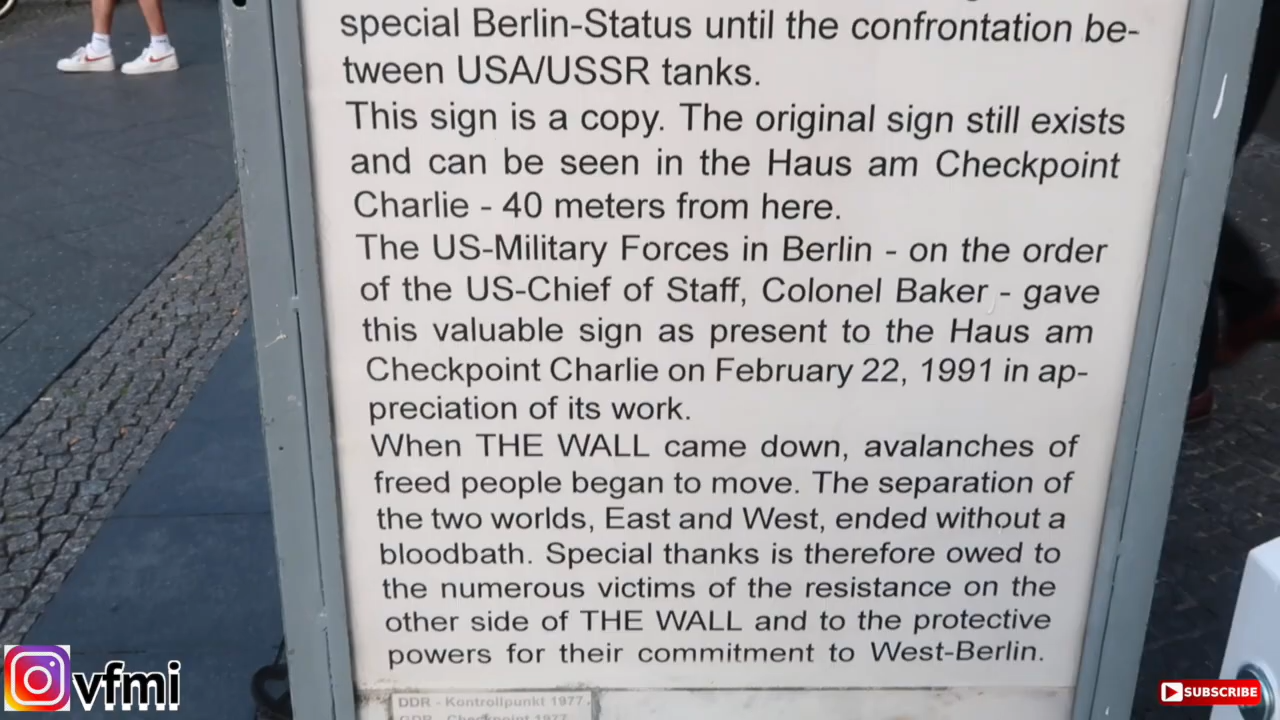 special Berlin-Status until the confrontation be-
tween USA/USSR tanks.
This sign is a copy. The original sign still exists
and can be seen in the Haus am Checkpoint
Charlie - 40 meters from here.
The US-Military Forces in Berlin - on the order
of the US-Chief of Staff, Colonel Baker - gave
this valuable sign as present to the Haus am
Checkpoint Charlie on February 22, 1991 in ap-
preciation of its work.
When THE WALL came down, avalanches of
freed people began to move. The separation of
the two worlds, East and West, ended without a
bloodbath. Special thanks is therefore owed to
the numerous victims of the resistance on the
other side of THE WALL and to the protective
powers for their commitment to West-Berlin.
DDR - Kontrollpunkt 1977.
GDR - Checkpoint 1977
vfmi
SUBSCRIBE